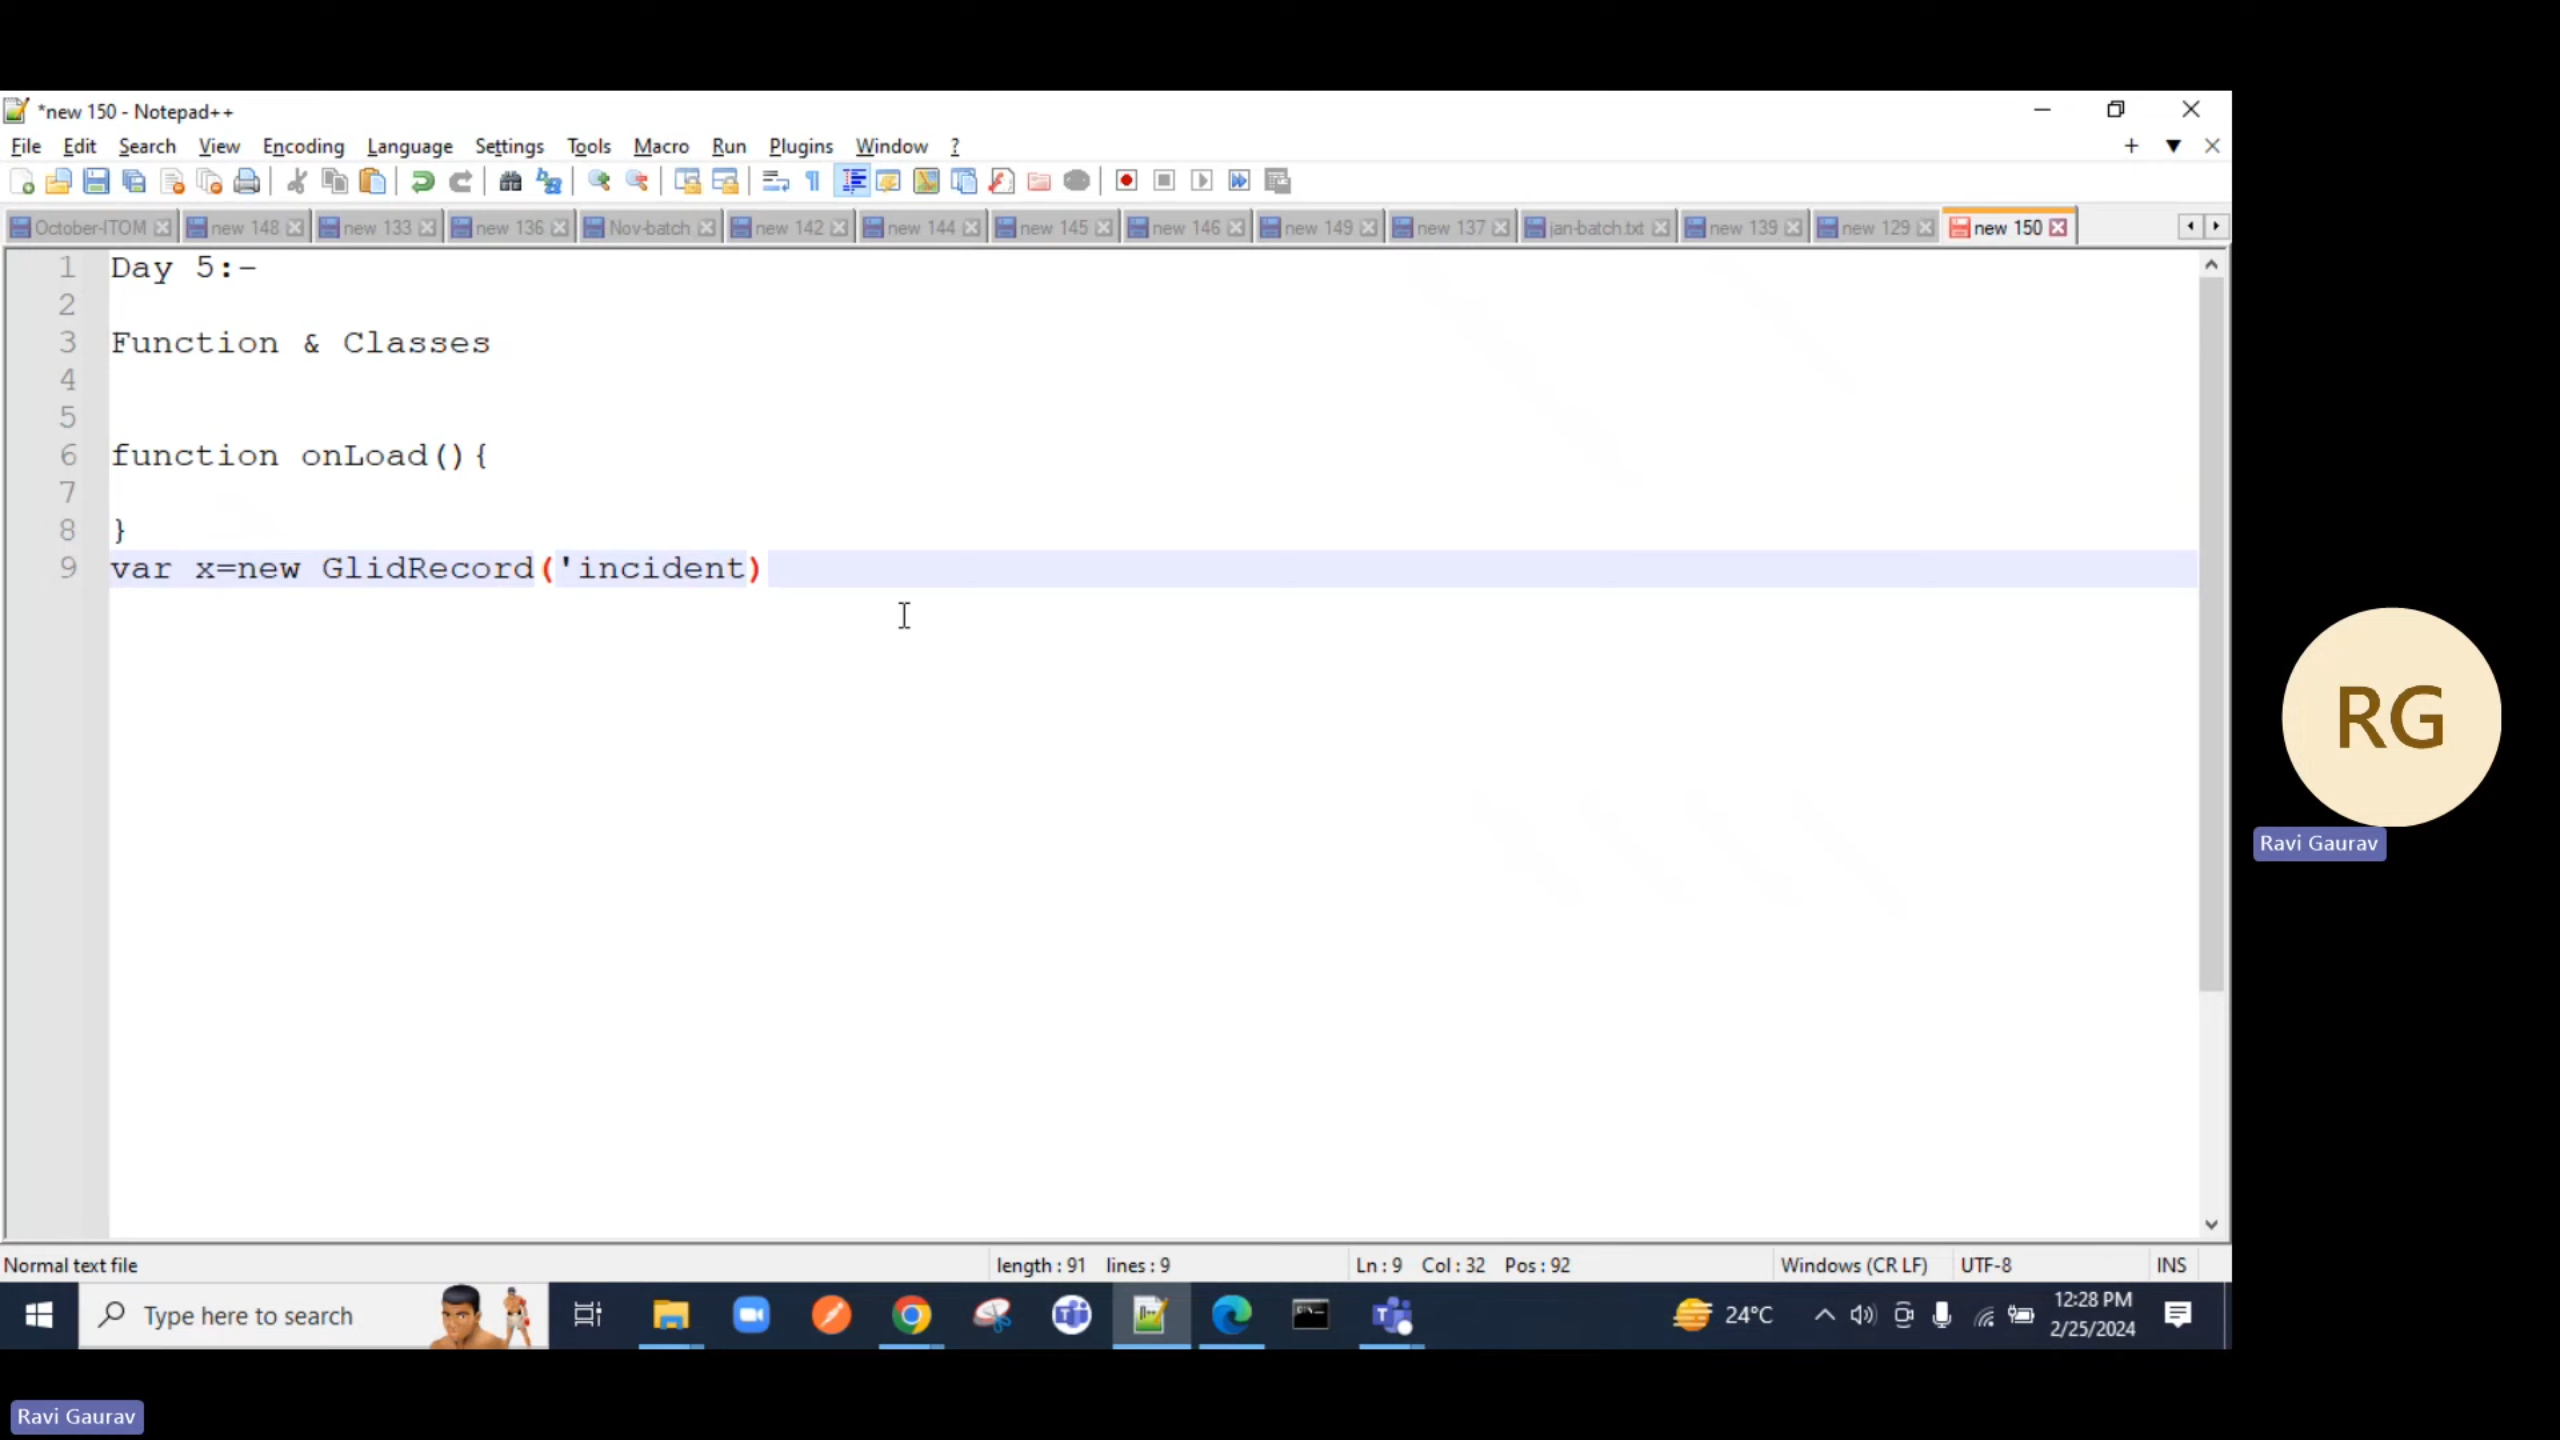 *new 150 - Notepad++
File Edit Search View Encoding Language Settings Tools Macro Run Plugins Window ?
October-ITOM new 148 new 133 new 136 Nov-batch new 142 new 144 new 145 new 146 new 149 new 137 jan-batch.txt new 139 new 129 new 150
1 Day 5:-
2
3 Function & Classes
4
5
6 function onLoad(){
7
8 }
9 var x=new GlidRecord('incident)
RG
Ravi Gaurav
Normal text file length : 91 lines : 9 Ln : 9 Col : 32 Pos : 92 Windows (CR LF) UTF-8 INS
Type here to search
24°C
12:28 PM
2/25/2024
Ravi Gaurav